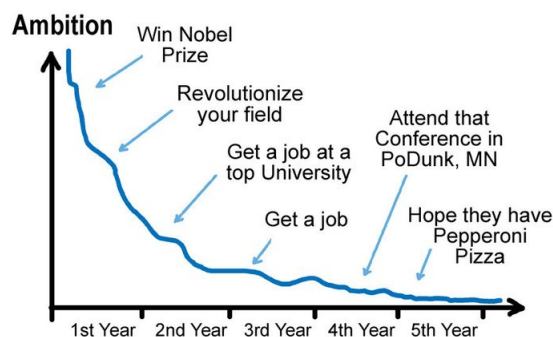 Ambition
Win Nobel
Prize
Revolutionize
your field
Get a job at a
top University
Get a job
Attend that
Conference in
PoDunk, MN
Hope they have
Pepperoni
Pizza
1st Year 2nd Year 3rd Year 4th Year 5th Year